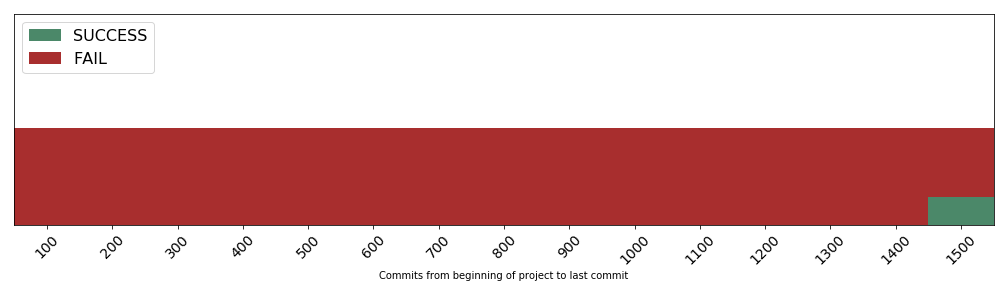 SUCCESS
FAIL
100 200 300 400 500 600 700 800 900 1000 1100 1200 1300 1400 1500
Commits from beginning of project to last commit